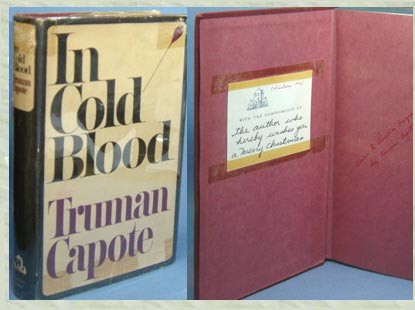 In
Cold
Blood
Truman
Capote
In
Cold
Blood
Truman
Capote
WITH THE COMPLIMENTS OF
the author who
hereby wishes you
a Merry Christmas